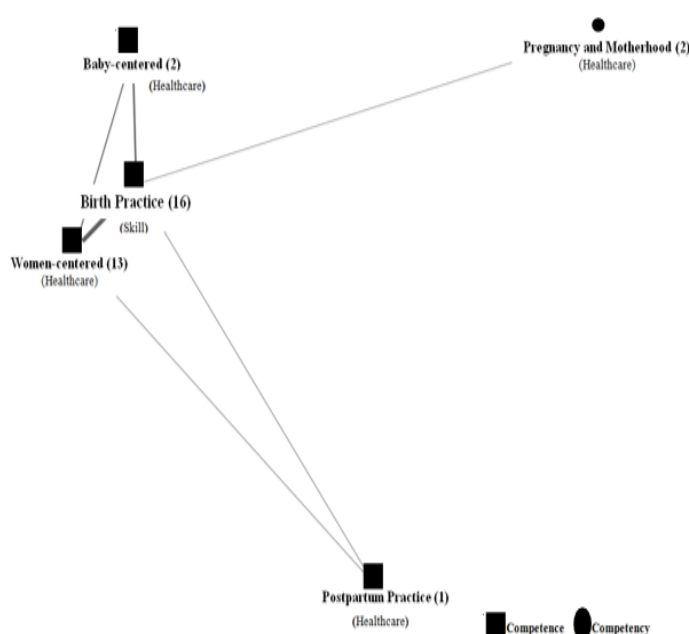 Baby-centered (2)
(Healthcare)
Pregnancy and Motherhood (2)
(Healthcare)
Birth Practice (16)
(Skill)
Women-centered (13)
(Healthcare)
Postpartum Practice (1)
(Healthcare)
Competence
Competency